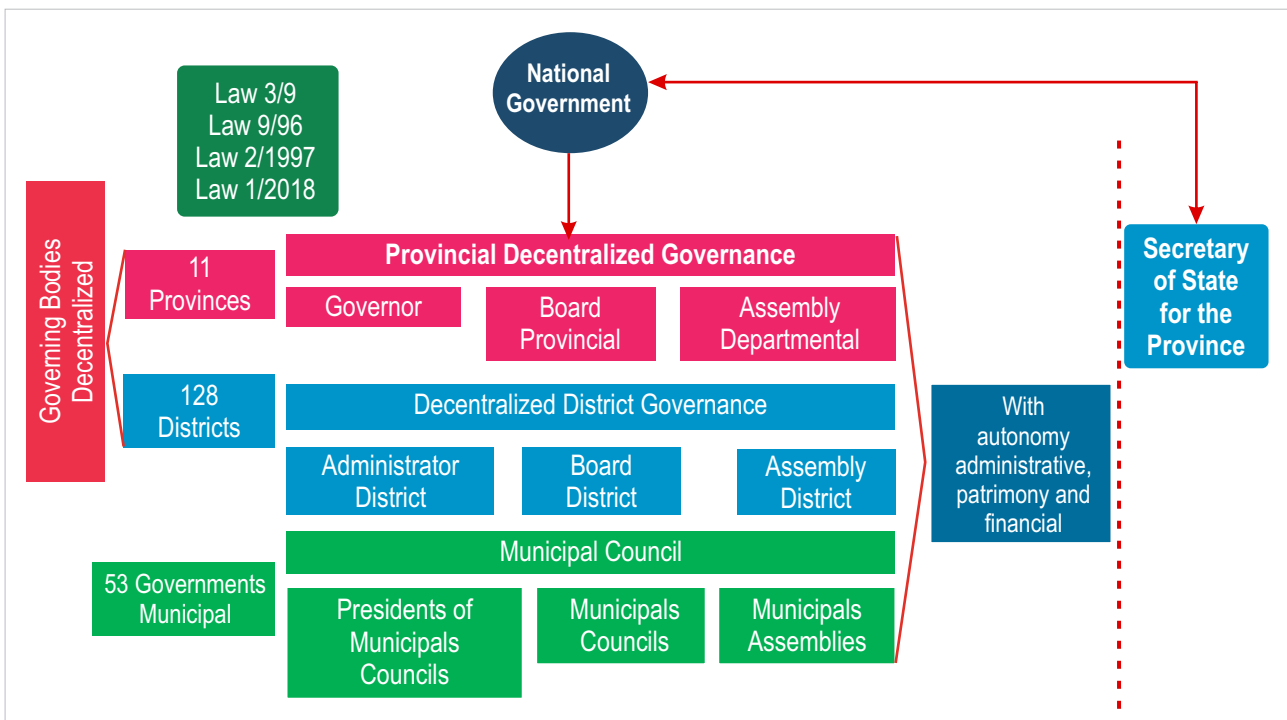 National
Government
Law 3/9
Law 9/96
Law 2/1997
Law 1/2018
Governing Bodies
Decentralized
11
Provinces
Provincial Decentralized Governance
Governor
Board
Provincial
Assembly
Departmental
128
Districts
Decentralized District Governance
Administrator
District
Board
District
Assembly
District
53 Governments
Municipal
Municipal Council
Presidents of
Municipals
Councils
Municipals
Councils
Municipals
Assemblies
With
autonomy
administrative,
patrimony and
financial
Secretary
of State
for the
Province